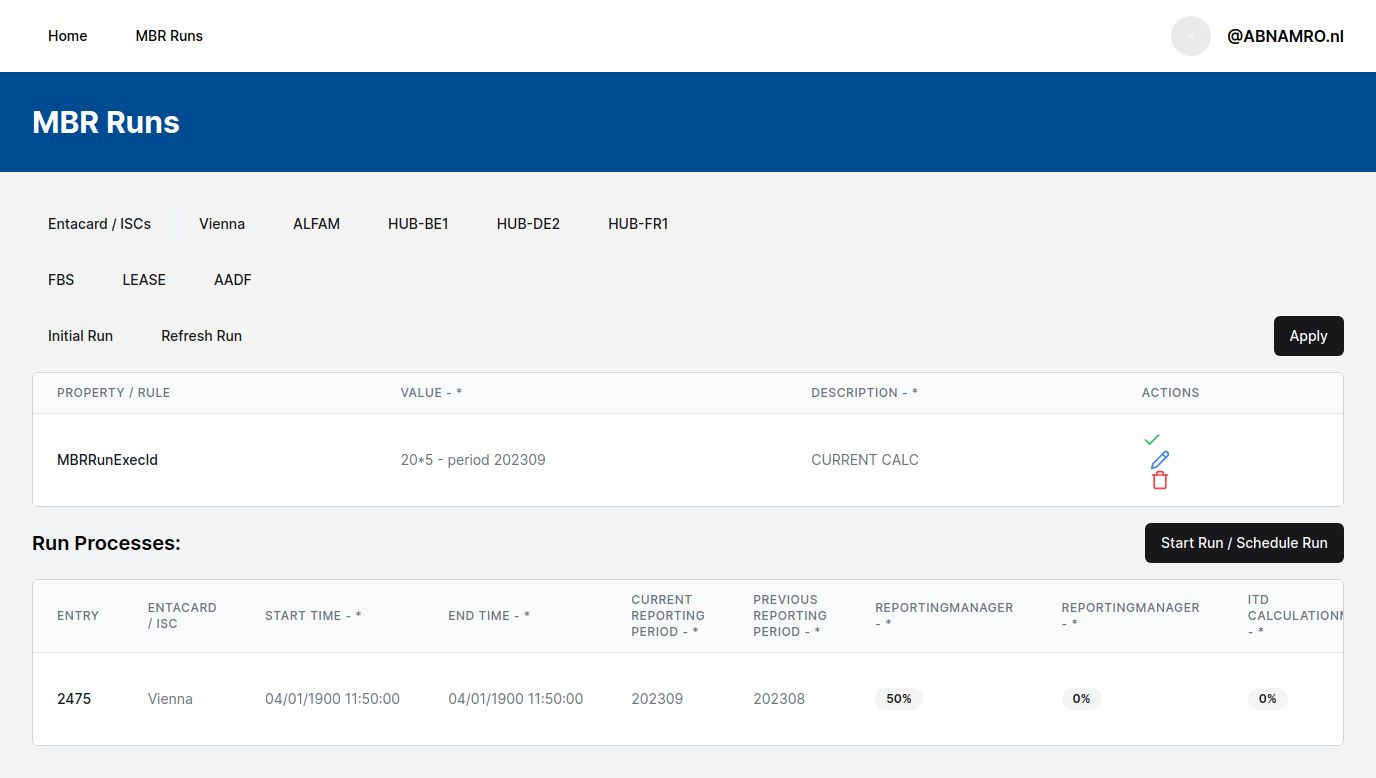 Home MBR Runs @ABNAMRO.nl
MBR Runs
Entacard / ISCs Vienna ALFAM HUB-BE1 HUB-DE2 HUB-FR1
FBS LEASE AADF
Initial Run Refresh Run Apply
PROPERTY / RULE VALUE - * DESCRIPTION - * ACTIONS
MBRRunExecId 20*5 - period 202309 CURRENT CALC
Run Processes: Start Run / Schedule Run
ENTRY ENTACARD / ISC START TIME - * END TIME - * CURRENT REPORTING PERIOD - * PREVIOUS REPORTING PERIOD - * REPORTINGMANAGER - * REPORTINGMANAGER - * ITD - *
2475 Vienna 04/01/1900 11:50:00 04/01/1900 11:50:00 202309 202308 50% 0% 0%